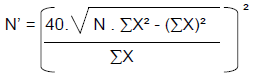 N’ = ( 40.√ N . ∑X² - (∑X)² / ∑X ) ²